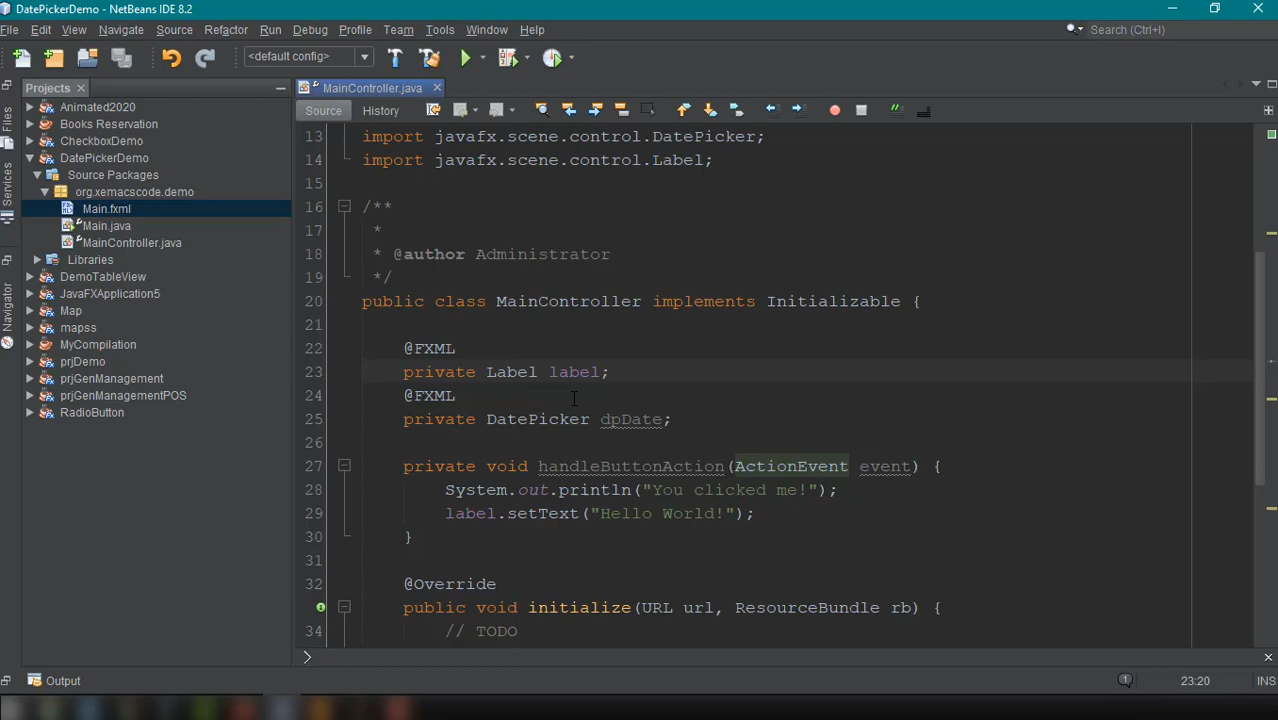 DatePickerDemo - NetBeans IDE 8.2
File Edit View Navigate Source Refactor Run Debug Profile Team Tools Window Help Search (Ctrl+I)
<default config>
Projects
MainController.java
Files
Services
Navigator
Source History
Animated2020
Books Reservation
CheckboxDemo
DatePickerDemo
Source Packages
org.xemacscode.demo
Main.fxml
Main.java
MainController.java
Libraries
DemoTableView
JavaFXApplication5
Map
mapss
MyCompilation
prjDemo
prjGenManagement
prjGenManagementPOS
RadioButton
13 import javafx.scene.control.DatePicker;
14 import javafx.scene.control.Label;
15
16 /**
17 *
18 * @author Administrator
19 */
20 public class MainController implements Initializable {
21
22 @FXML
23 private Label label;
24 @FXML
25 private DatePicker dpDate;
26
27 private void handleButtonAction(ActionEvent event) {
28 System.out.println("You clicked me!");
29 label.setText("Hello World!");
30 }
31
32 @Override
33 public void initialize(URL url, ResourceBundle rb) {
34 // TODO
Output
1
23:20 INS